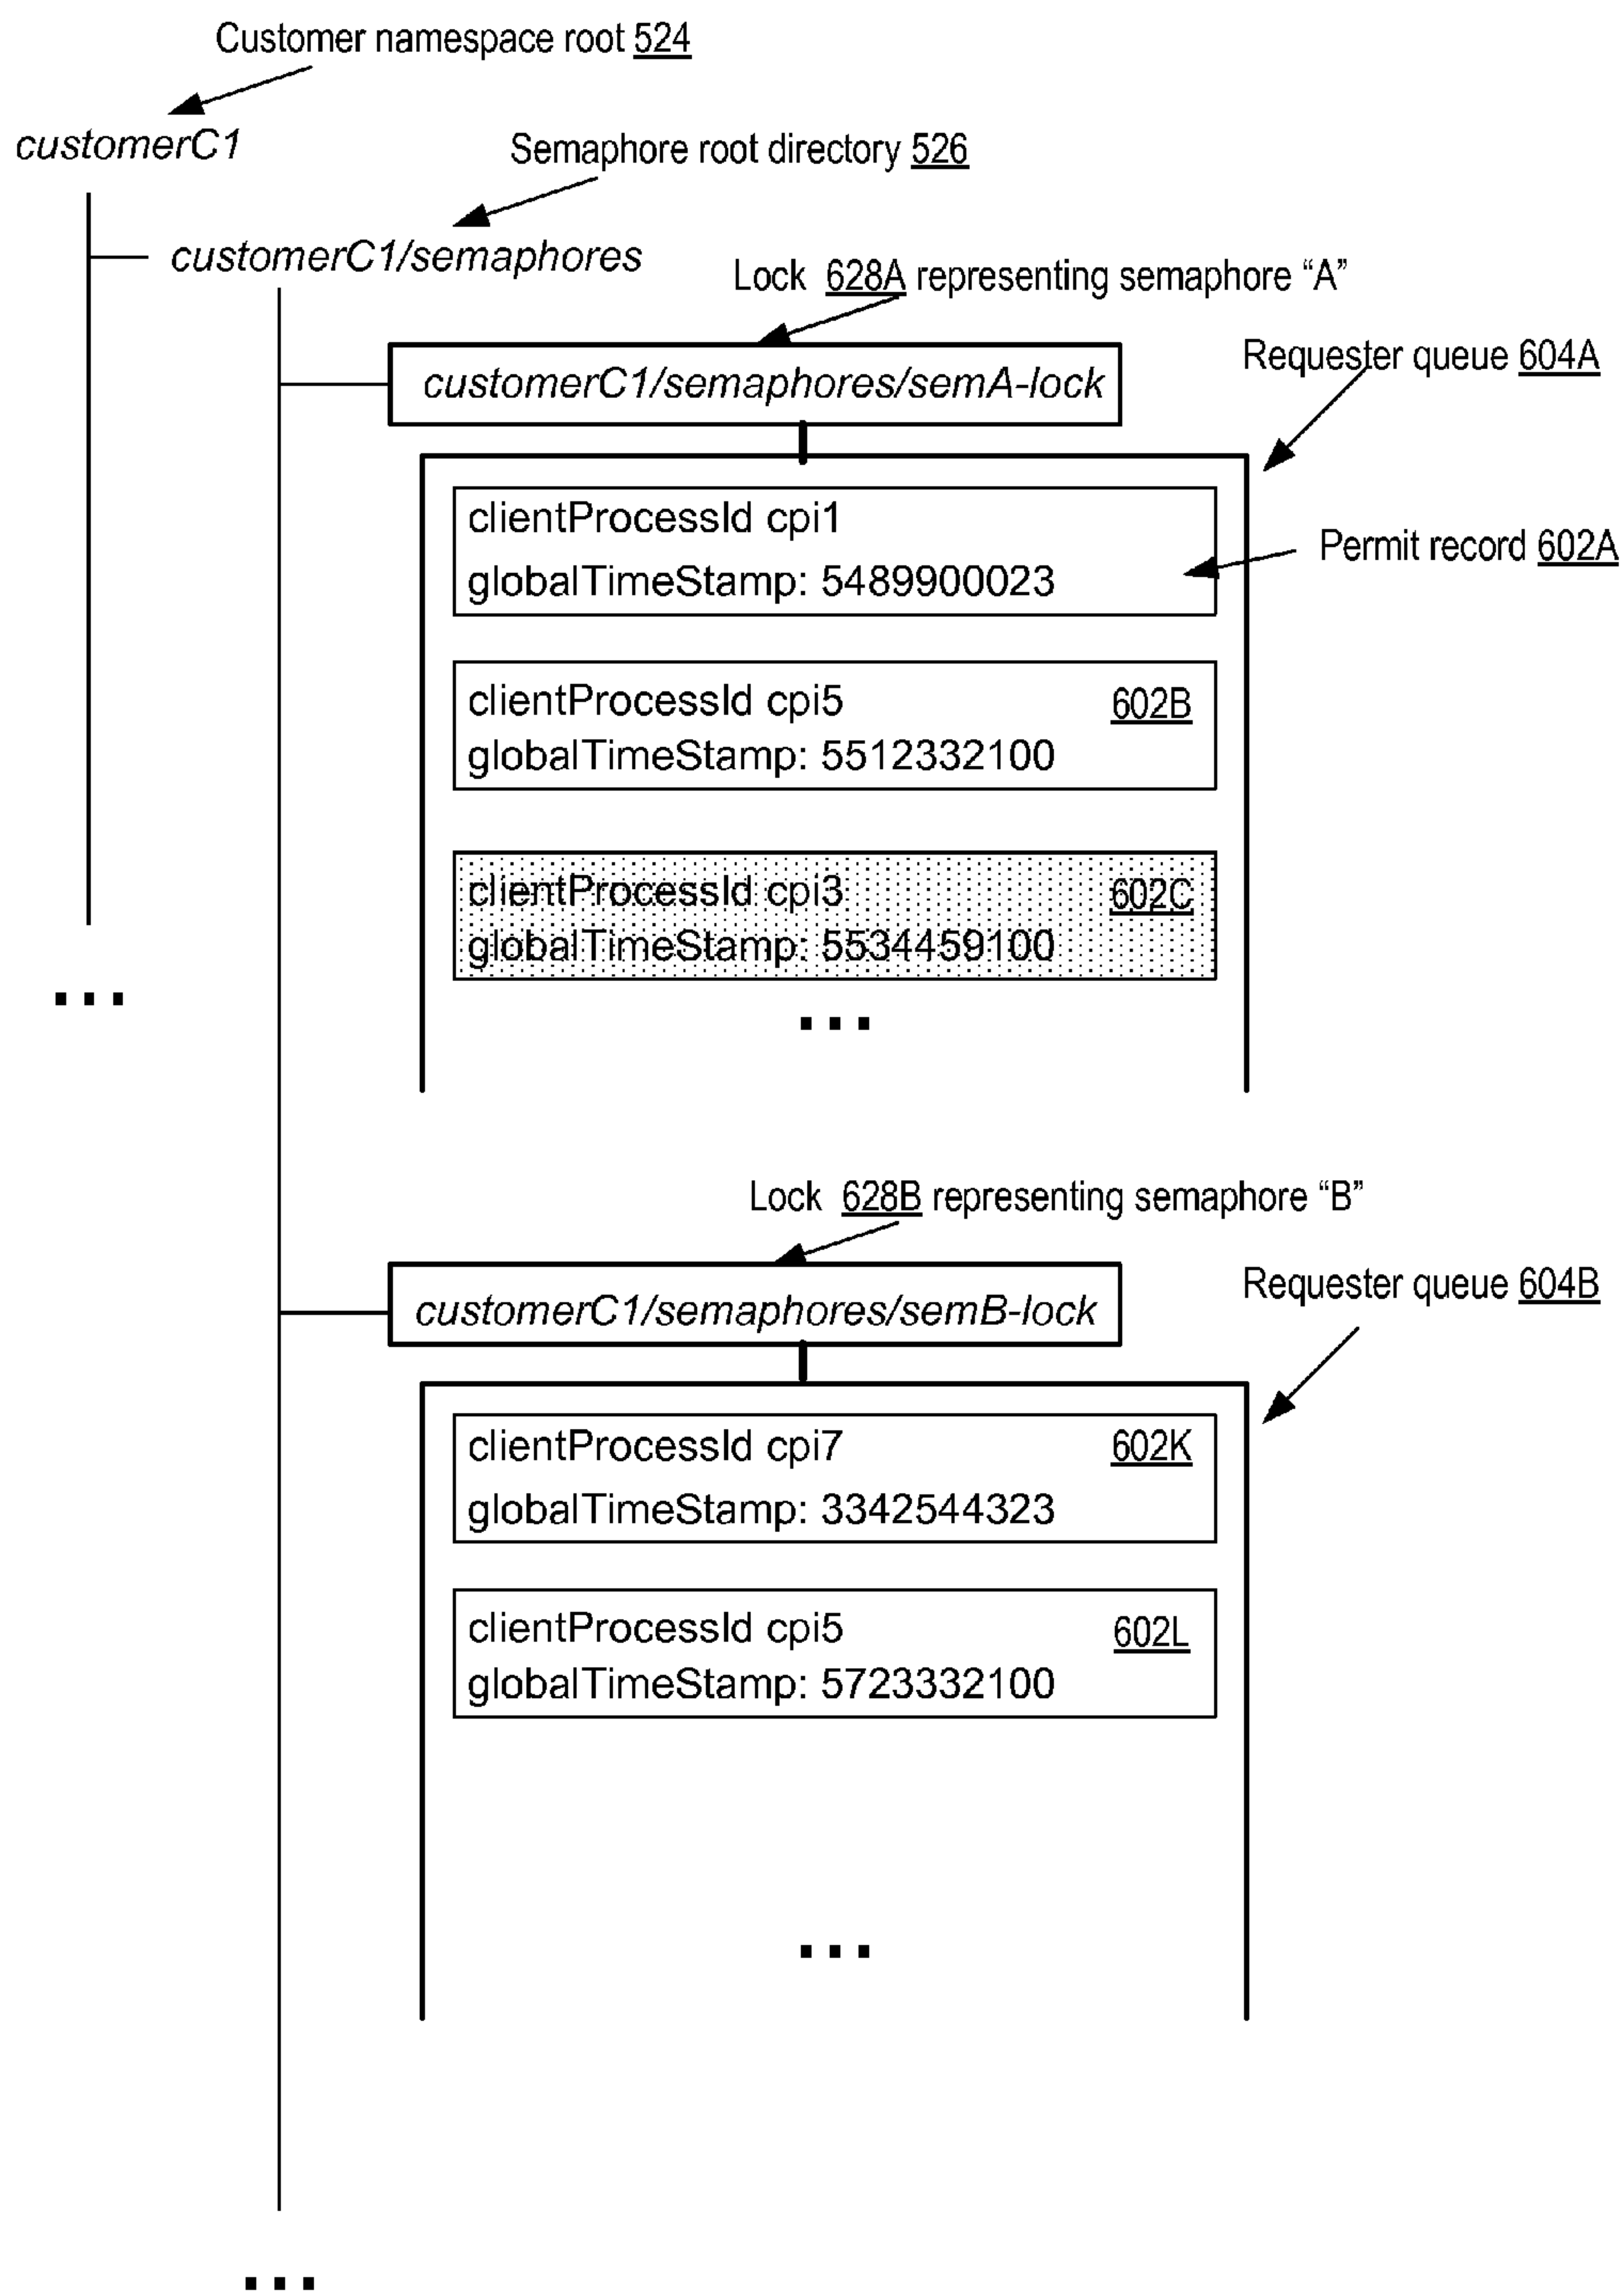 Customer namespace root 524
customerC1
Semaphore root directory 526
customerC1/semaphores
Lock 628A representing semaphore “A”
Requester queue 604A
customerC1/semaphores/semA-lock
clientProcessId cpi1
Permit record 602A
globalTimeStamp: 5489900023
clientProcessId cpi5 602B
globalTimeStamp: 5512332100
clientProcessId cpi3 602C
globalTimeStamp: 5534459100
...
...
Lock 628B representing semaphore “B”
Requester queue 604B
customerC1/semaphores/semB-lock
clientProcessId cpi7 602K
globalTimeStamp: 3342544323
clientProcessId cpi5 602L
globalTimeStamp: 5723332100
...
...